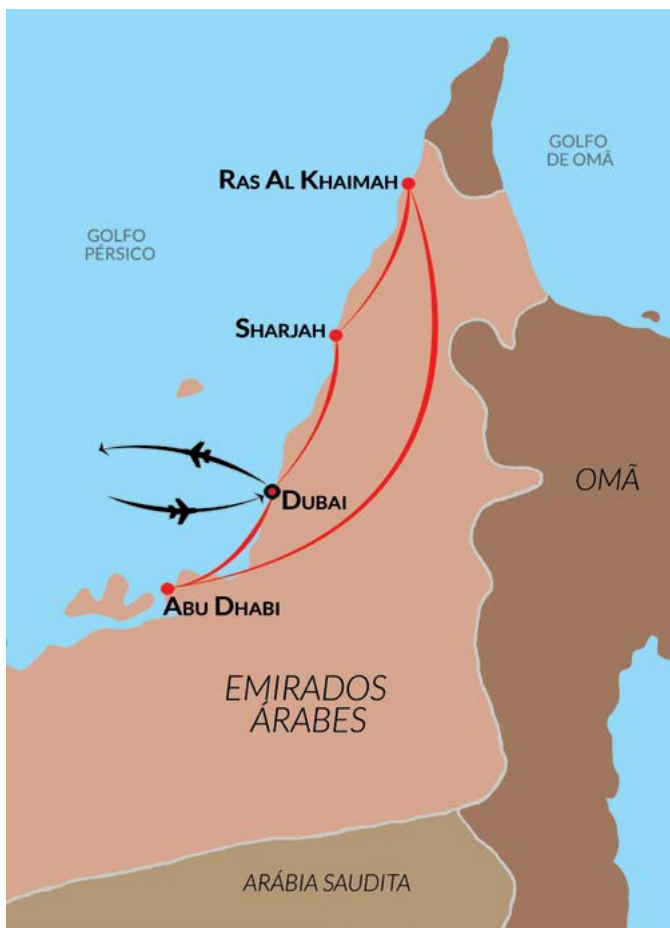 GOLFO
DE OMÃ
RAS AL KHAIMAH
GOLFO
PÉRSICO
SHARJAH
OMÃ
DUBAI
ABU DHABI
EMIRADOS
ÁRABES
ARÁBIA SAUDITA